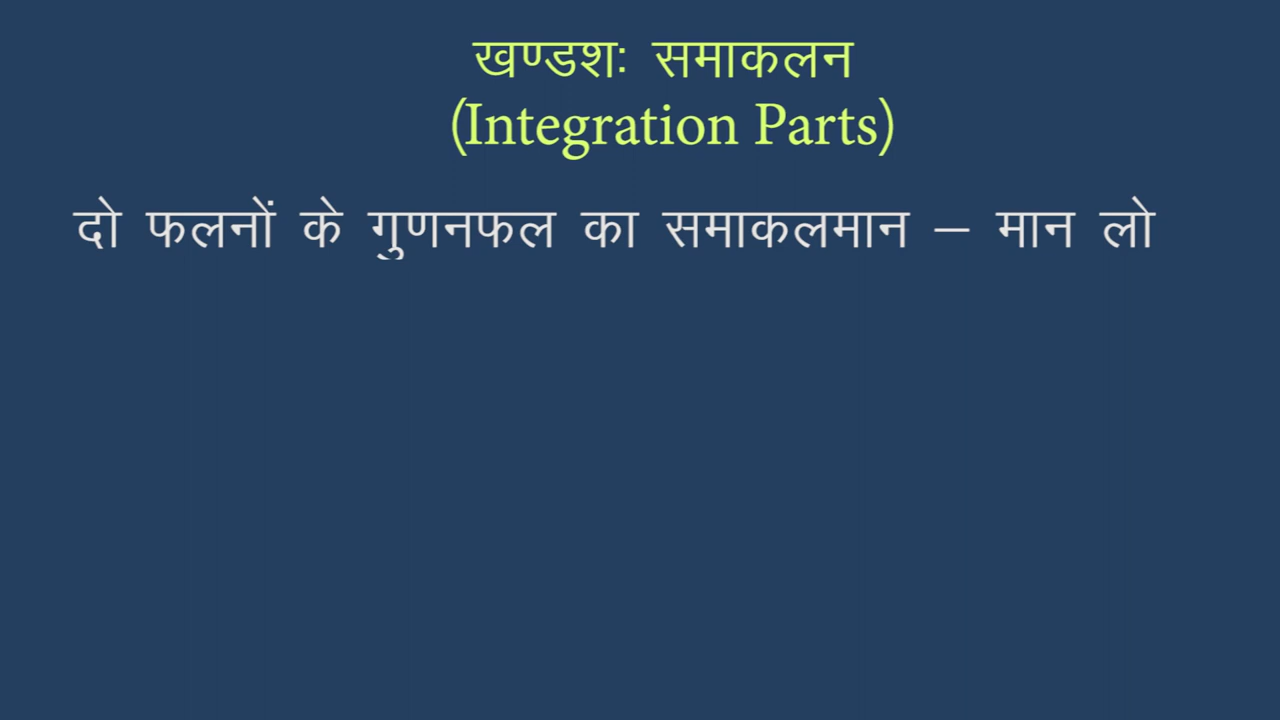 खण्डशः समाकलन
(Integration Parts)
दो फलनों के गुणनफल का समाकलमान – मान लो